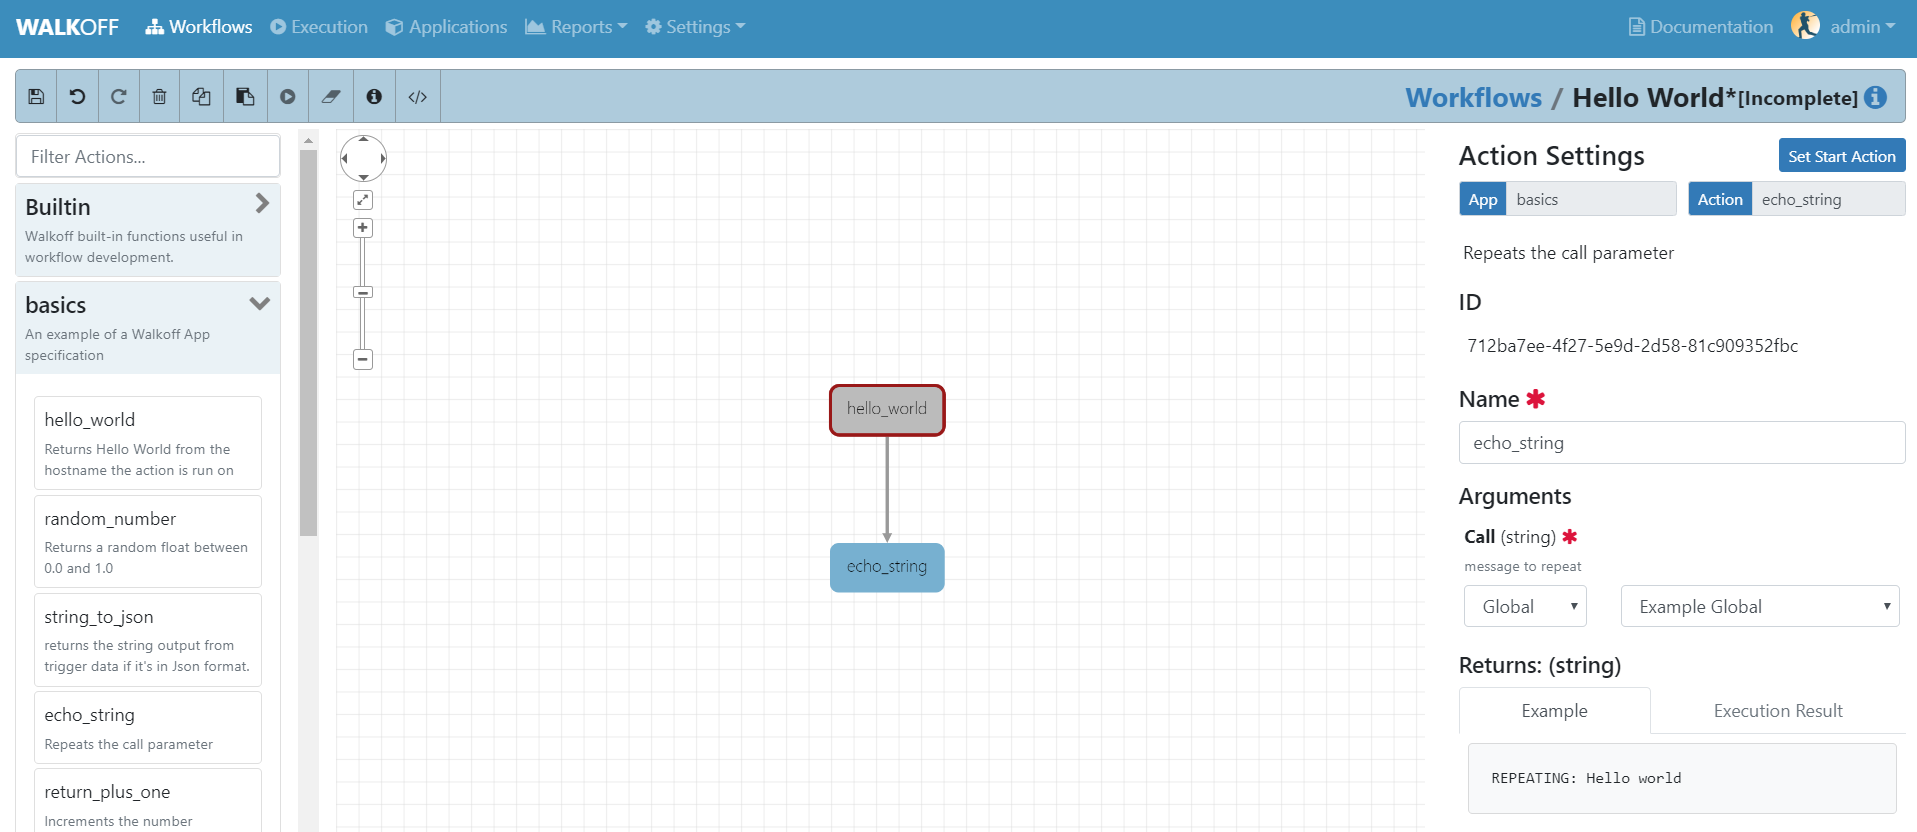 WALKOFF Workflows Execution Applications Reports Settings Documentation admin
Workflows / Hello World*[Incomplete]
Filter Actions...
Builtin
Walkoff built-in functions useful in
workflow development.
basics
An example of a Walkoff App
specification
hello_world
Returns Hello World from the
hostname the action is run on
random_number
Returns a random float between
0.0 and 1.0
string_to_json
returns the string output from
trigger data if it's in Json format.
echo_string
Repeats the call parameter
return_plus_one
Increments the number
hello_world
echo_string
Action Settings Set Start Action
App basics Action echo_string
Repeats the call parameter
ID
712ba7ee-4f27-5e9d-2d58-81c909352fbc
Name *
echo_string
Arguments
Call (string) *
message to repeat
Global Example Global
Returns: (string)
Example Execution Result
REPEATING: Hello world